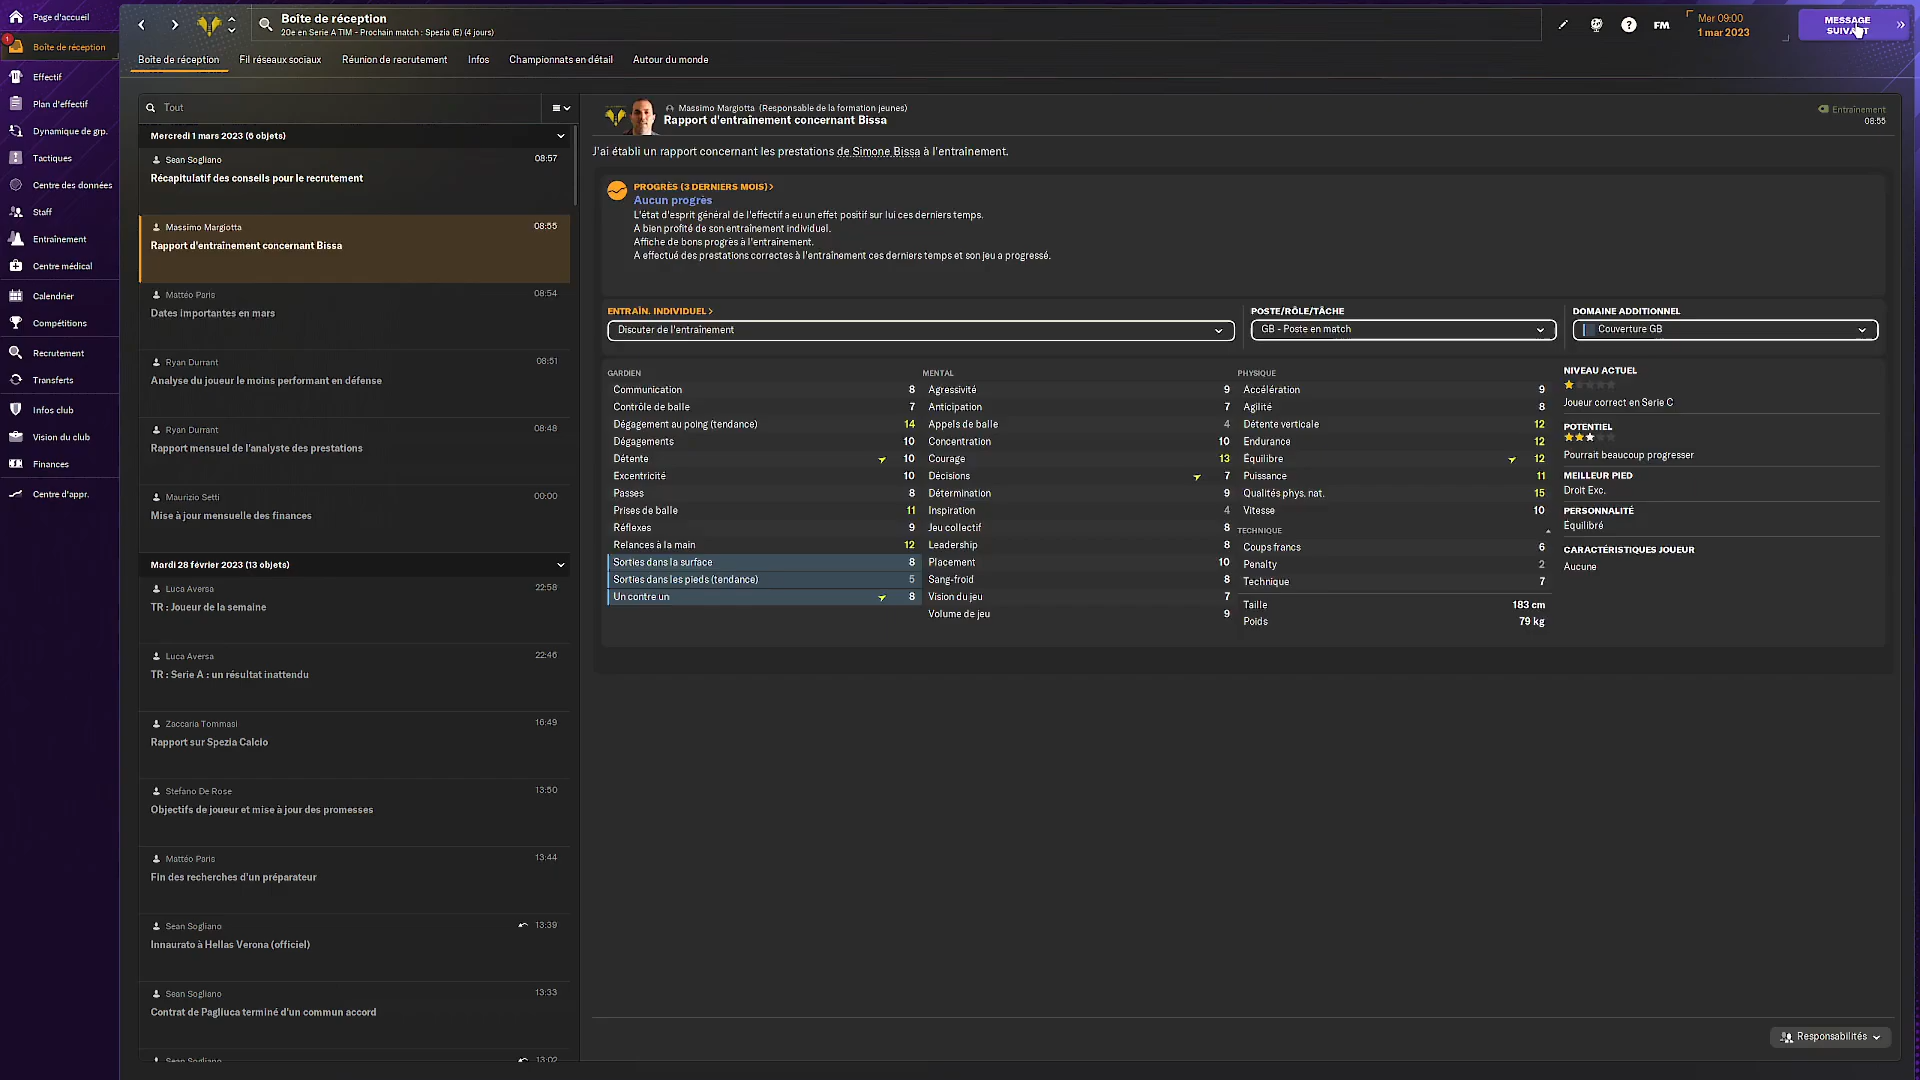 Page d'accueil
1
Boîte de réception
Effectif
Plan d'effectif
Dynamique de grp.
Tactiques
Centre des données
Staff
Entraînement
Centre médical
Calendrier
Compétitions
Recrutement
Transferts
Infos club
Vision du club
Finances
Centre d'appr.
Boîte de réception
20e en Serie A TIM - Prochain match : Spezia (E) (4 jours)
FM
Mer 09:00
1 mar 2023
MESSAGE
SUIVANT
Boîte de réception
Fil réseaux sociaux
Réunion de recrutement
Infos
Championnats en détail
Autour du monde
Tout
Mercredi 1 mars 2023 (6 objets)
Sean Sogliano 08:57
Récapitulatif des conseils pour le recrutement
Massimo Margiotta 08:55
Rapport d'entraînement concernant Bissa
Mattéo Paris 08:54
Dates importantes en mars
Ryan Durrant 08:51
Analyse du joueur le moins performant en défense
Ryan Durrant 08:48
Rapport mensuel de l'analyste des prestations
Maurizio Setti 00:00
Mise à jour mensuelle des finances
Mardi 28 février 2023 (13 objets)
Luca Aversa 22:58
TR : Joueur de la semaine
Luca Aversa 22:46
TR : Serie A : un résultat inattendu
Zaccaria Tommasi 16:49
Rapport sur Spezia Calcio
Stefano De Rose 13:50
Objectifs de joueur et mise à jour des promesses
Mattéo Paris 13:44
Fin des recherches d'un préparateur
Sean Sogliano 13:39
Innaurato à Hellas Verona (officiel)
Sean Sogliano 13:33
Contrat de Pagliuca terminé d'un commun accord
Sean Sogliano 13:02
Massimo Margiotta (Responsable de la formation jeunes)
Rapport d'entraînement concernant Bissa
Entraînement
08:55
J'ai établi un rapport concernant les prestations de Simone Bissa à l'entraînement.
PROGRÈS (3 DERNIERS MOIS)
Aucun progrès
L'état d'esprit général de l'effectif a eu un effet positif sur lui ces derniers temps.
A bien profité de son entraînement individuel.
Affiche de bons progrès à l'entraînement.
A effectué des prestations correctes à l'entraînement ces derniers temps et son jeu a progressé.
ENTRAÎN. INDIVIDUEL
Discuter de l'entraînement
POSTE/RÔLE/TÂCHE
GB - Poste en match
DOMAINE ADDITIONNEL
Couverture GB
GARDIEN
Communication 8
Contrôle de balle 7
Dégagement au poing (tendance) 14
Dégagements 10
Détente 10
Excentricité 10
Passes 8
Prises de balle 11
Réflexes 9
Relances à la main 12
Sorties dans la surface 8
Sorties dans les pieds (tendance) 5
Un contre un 8
MENTAL
Agressivité 9
Anticipation 7
Appels de balle 4
Concentration 10
Courage 13
Décisions 7
Détermination 9
Inspiration 4
Jeu collectif 8
Leadership 8
Placement 10
Sang-froid 8
Vision du jeu 7
Volume de jeu 9
PHYSIQUE
Accélération 9
Agilité 8
Détente verticale 12
Endurance 12
Équilibre 12
Puissance 11
Qualités phys. nat. 15
Vitesse 10
TECHNIQUE
Coups francs 6
Penalty 2
Technique 7
Taille 183 cm
Poids 79 kg
NIVEAU ACTUEL
Joueur correct en Serie C
POTENTIEL
Pourrait beaucoup progresser
MEILLEUR PIED
Droit Exc.
PERSONNALITÉ
Équilibré
CARACTÉRISTIQUES JOUEUR
Aucune
Responsabilités